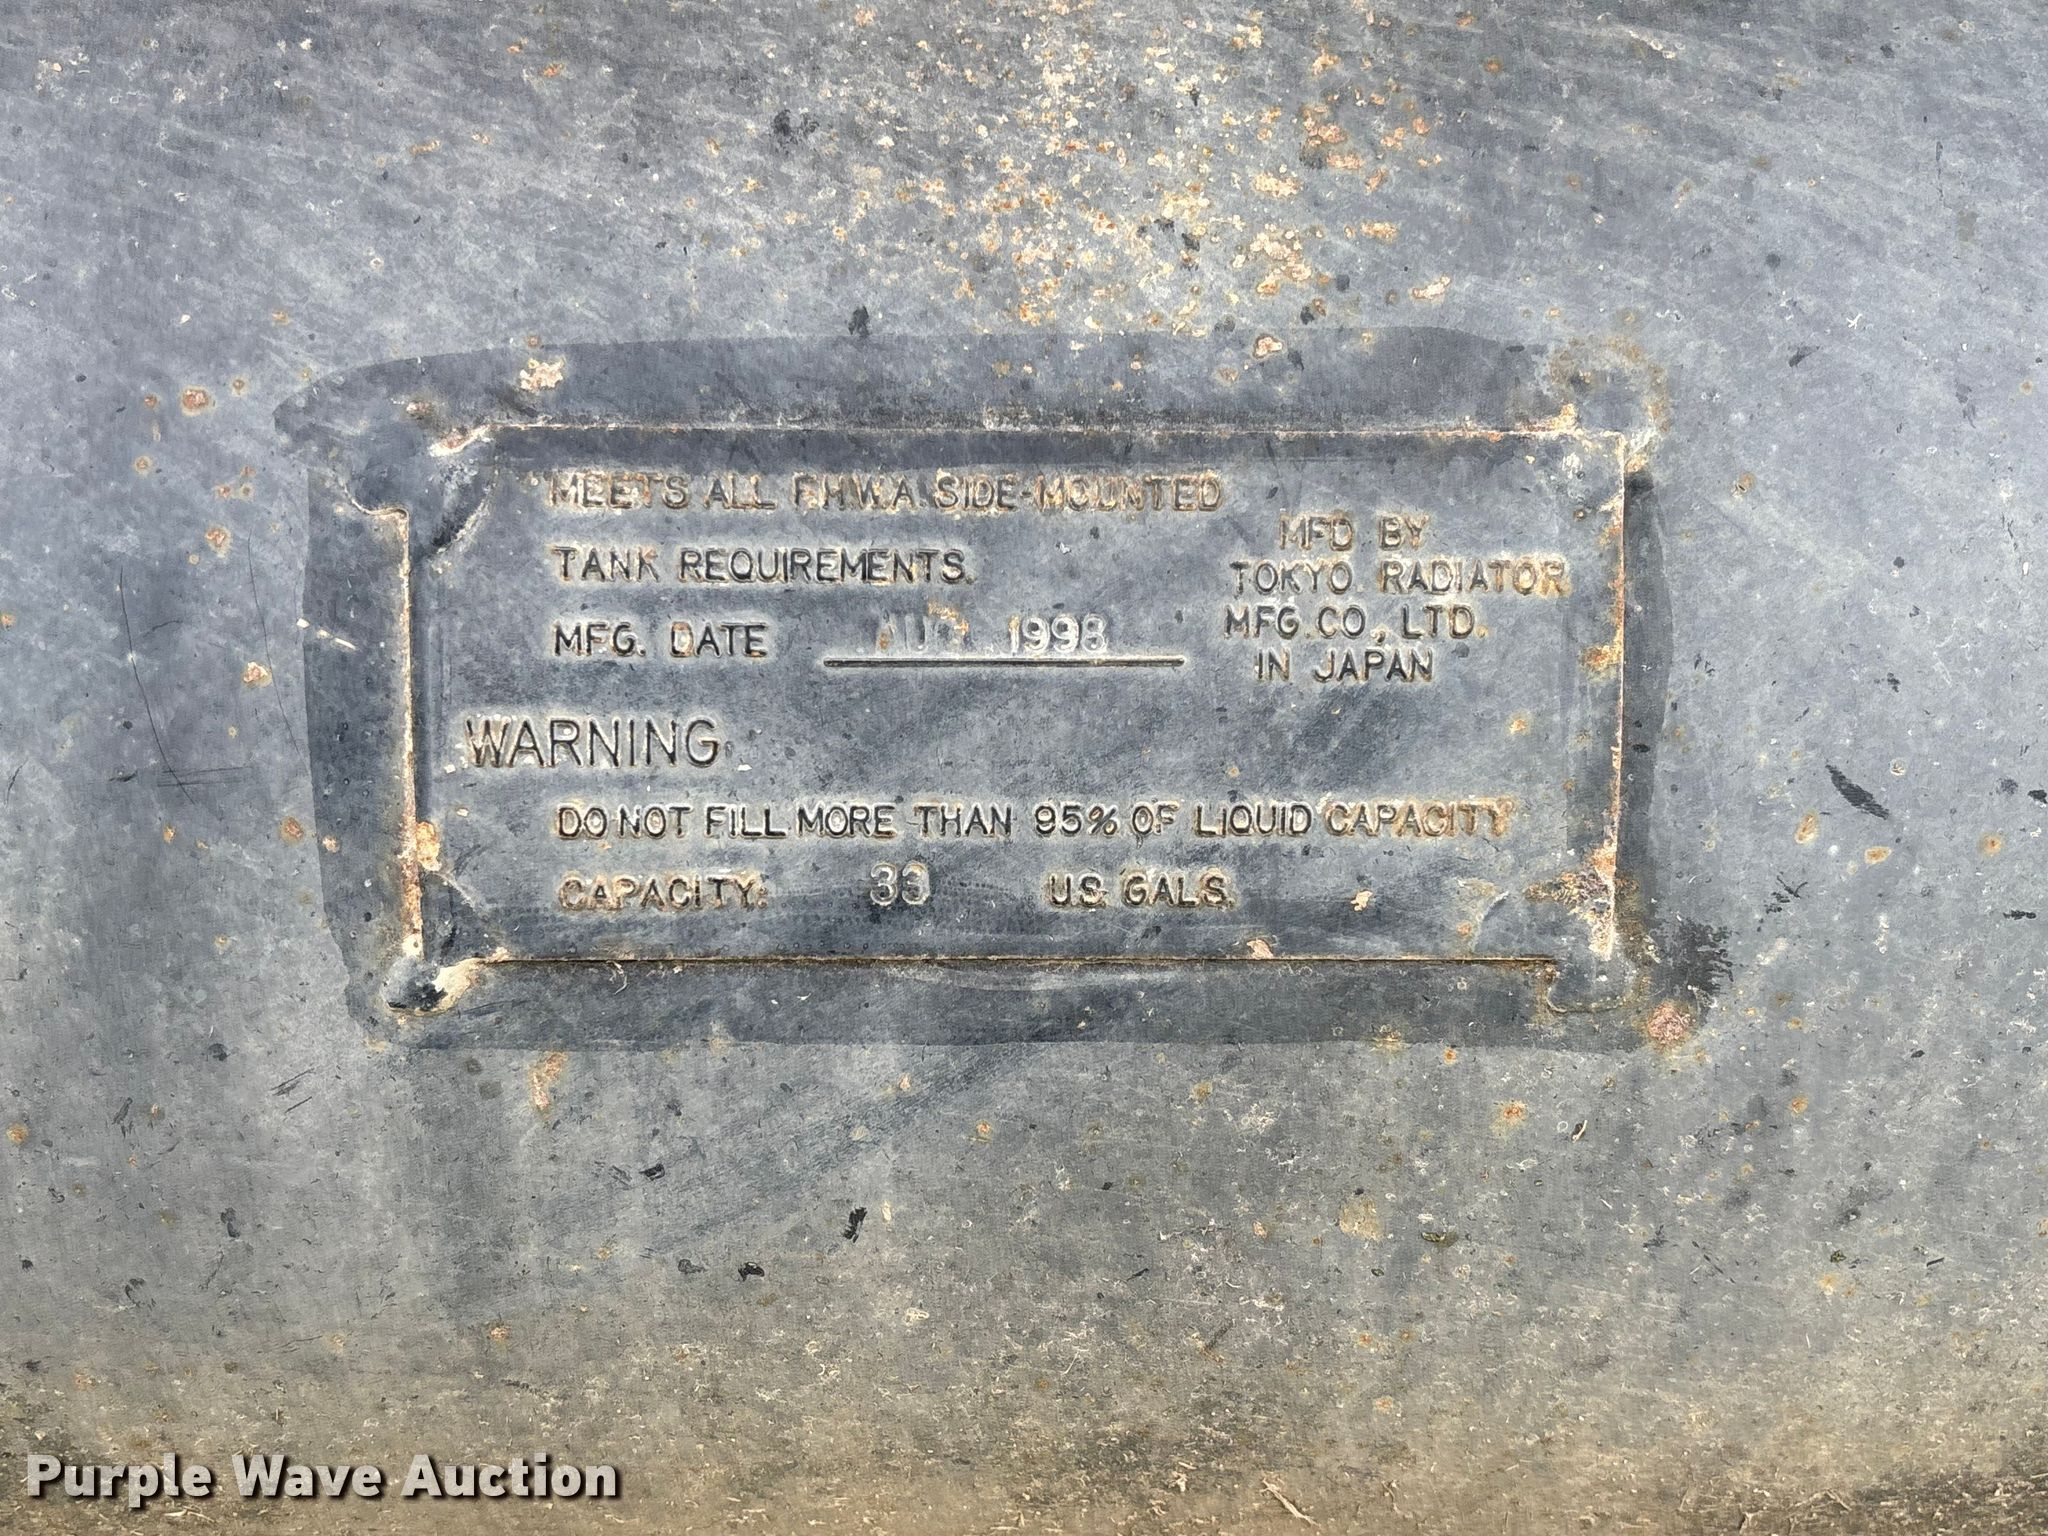 MEETS ALL F.H.W.A. SIDE-MOUNTED
TANK REQUIREMENTS.
MFG. DATE AUG. 1998
MFD BY
TOKYO RADIATOR
MFG. CO., LTD.
IN JAPAN
WARNING
DO NOT FILL MORE THAN 95% OF LIQUID CAPACITY
CAPACITY: 33 U.S. GALS.
Purple Wave Auction